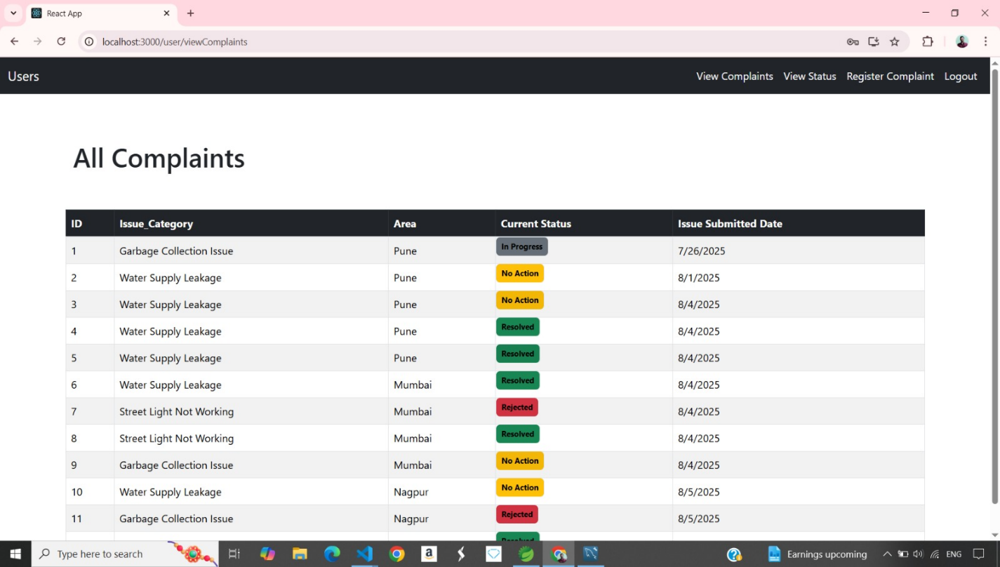 React App
localhost:3000/user/viewComplaints
Users View Complaints View Status Register Complaint Logout
All Complaints
ID Issue_Category Area Current Status Issue Submitted Date
1 Garbage Collection Issue Pune In Progress 7/26/2025
2 Water Supply Leakage Pune No Action 8/1/2025
3 Water Supply Leakage Pune No Action 8/4/2025
4 Water Supply Leakage Pune Resolved 8/4/2025
5 Water Supply Leakage Pune Resolved 8/4/2025
6 Water Supply Leakage Mumbai Resolved 8/4/2025
7 Street Light Not Working Mumbai Rejected 8/4/2025
8 Street Light Not Working Mumbai Resolved 8/4/2025
9 Garbage Collection Issue Mumbai No Action 8/4/2025
10 Water Supply Leakage Nagpur No Action 8/5/2025
11 Garbage Collection Issue Nagpur Rejected 8/5/2025
Resolved
Type here to search a Earnings upcoming ENG